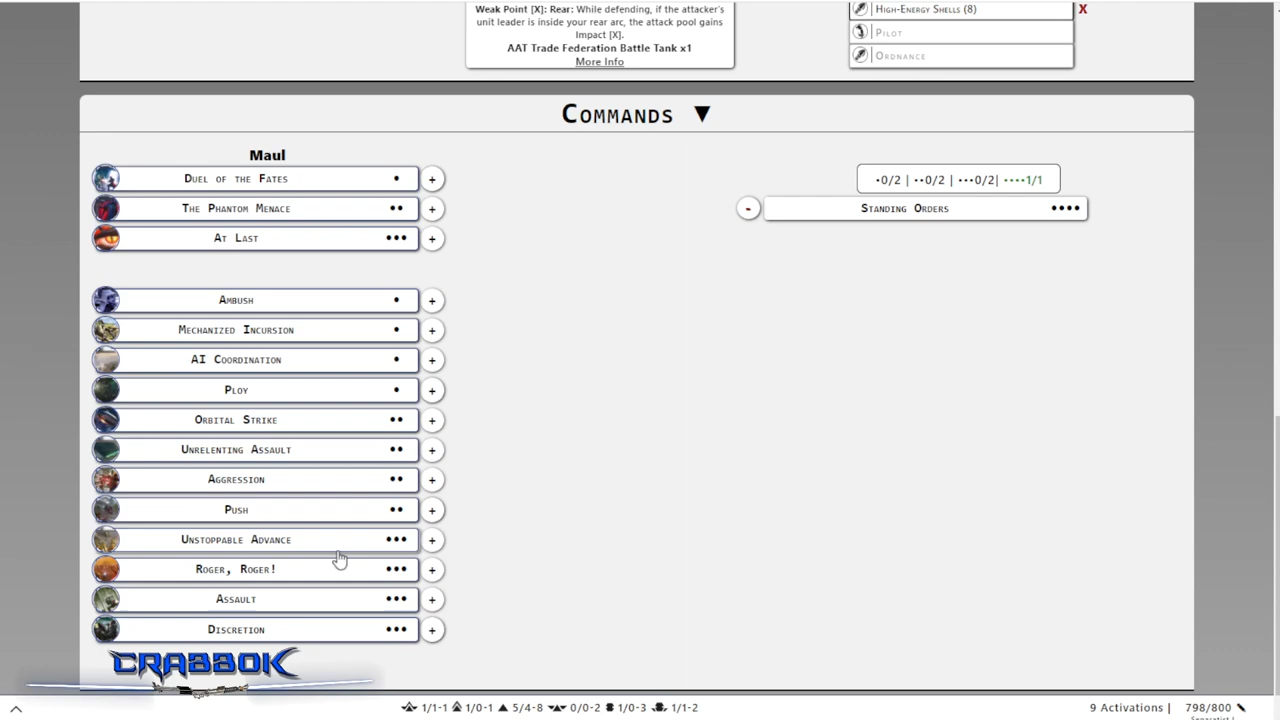 Weak Point [X]: Rear: While defending, if the attacker's
unit leader is inside your rear arc, the attack pool gains
Impact [X].
AAT Trade Federation Battle Tank x1
More Info
High-Energy Shells (8)
X
Pilot
Ordnance
Commands ▼
Maul
Duel of the Fates • +
The Phantom Menace •• +
At Last ••• +
•0/2 | ••0/2 | •••0/2| ••••1/1
- Standing Orders ••••
Ambush • +
Mechanized Incursion • +
AI Coordination • +
Ploy • +
Orbital Strike •• +
Unrelenting Assault •• +
Aggression •• +
Push •• +
Unstoppable Advance ••• +
Roger, Roger! ••• +
Assault ••• +
Discretion ••• +
CRABBOK
1/1-1 1/0-1 5/4-8 0/0-2 1/0-3 1/1-2
9 Activations | 798/800